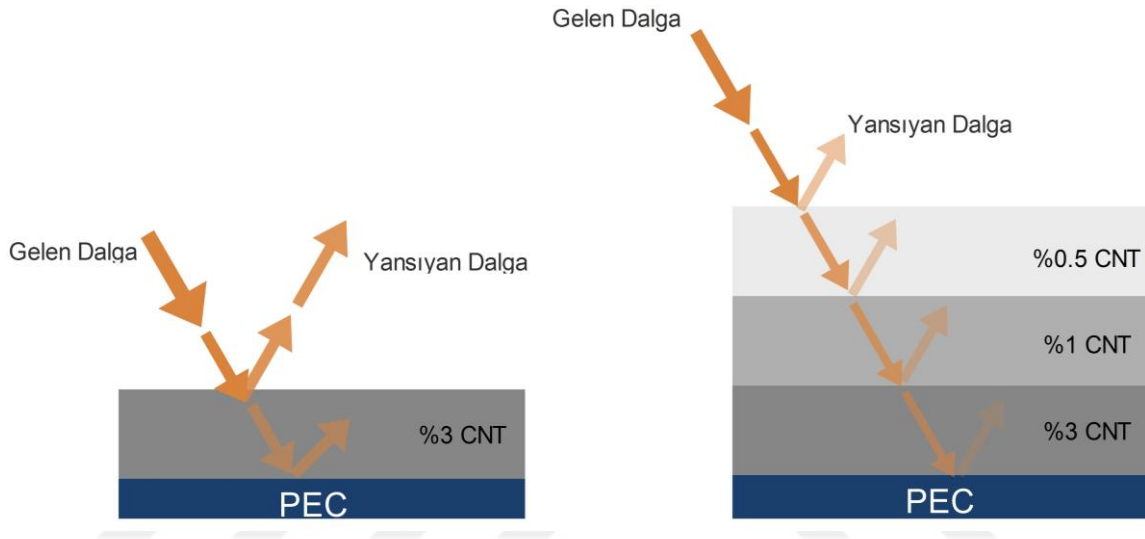 Gelen Dalga
Yansıyan Dalga
%3 CNT
PEC
Gelen Dalga
Yansıyan Dalga
%0.5 CNT
%1 CNT
%3 CNT
PEC